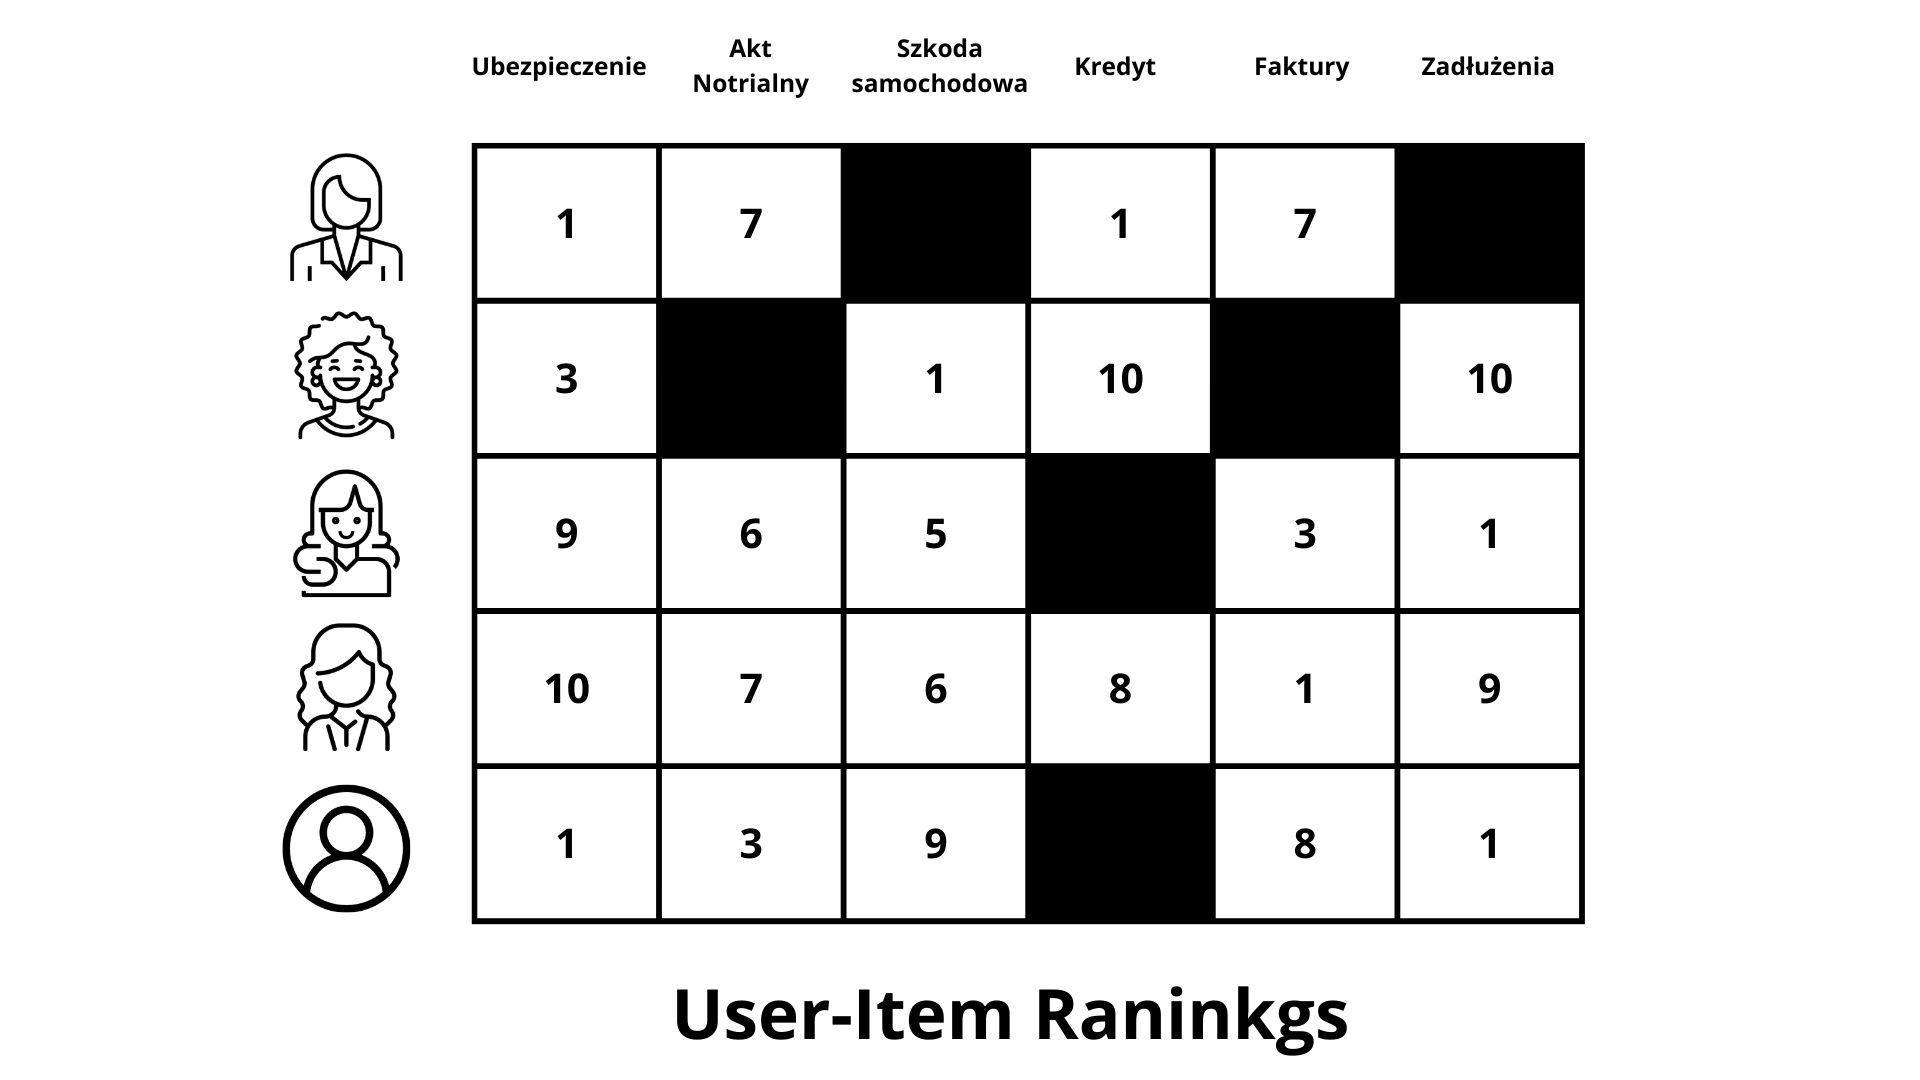 Ubezpieczenie
Akt
Notrialny
Szkoda
samochodowa
Kredyt
Faktury
Zadłużenia
1 7 1 7
3 1 10 10
9 6 5 3 1
10 7 6 8 1 9
1 3 9 8 1
User-Item Raninkgs